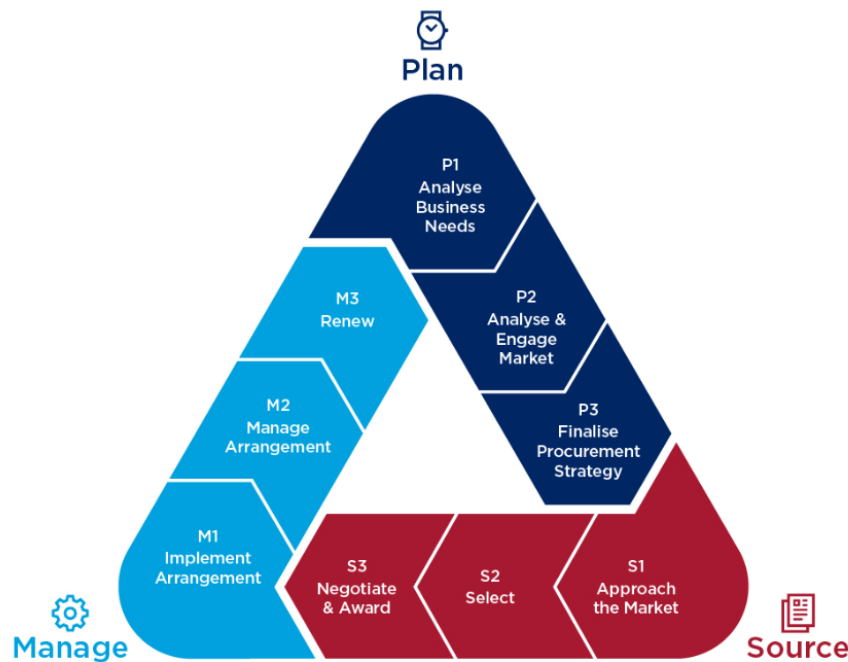 Plan
P1
Analyse
Business
Needs
P2
Analyse &
Engage
Market
P3
Finalise
Procurement
Strategy
S1
Approach
the Market
S2
Select
S3
Negotiate
& Award
M1
Implement
Arrangement
M2
Manage
Arrangement
M3
Renew
Manage
Source